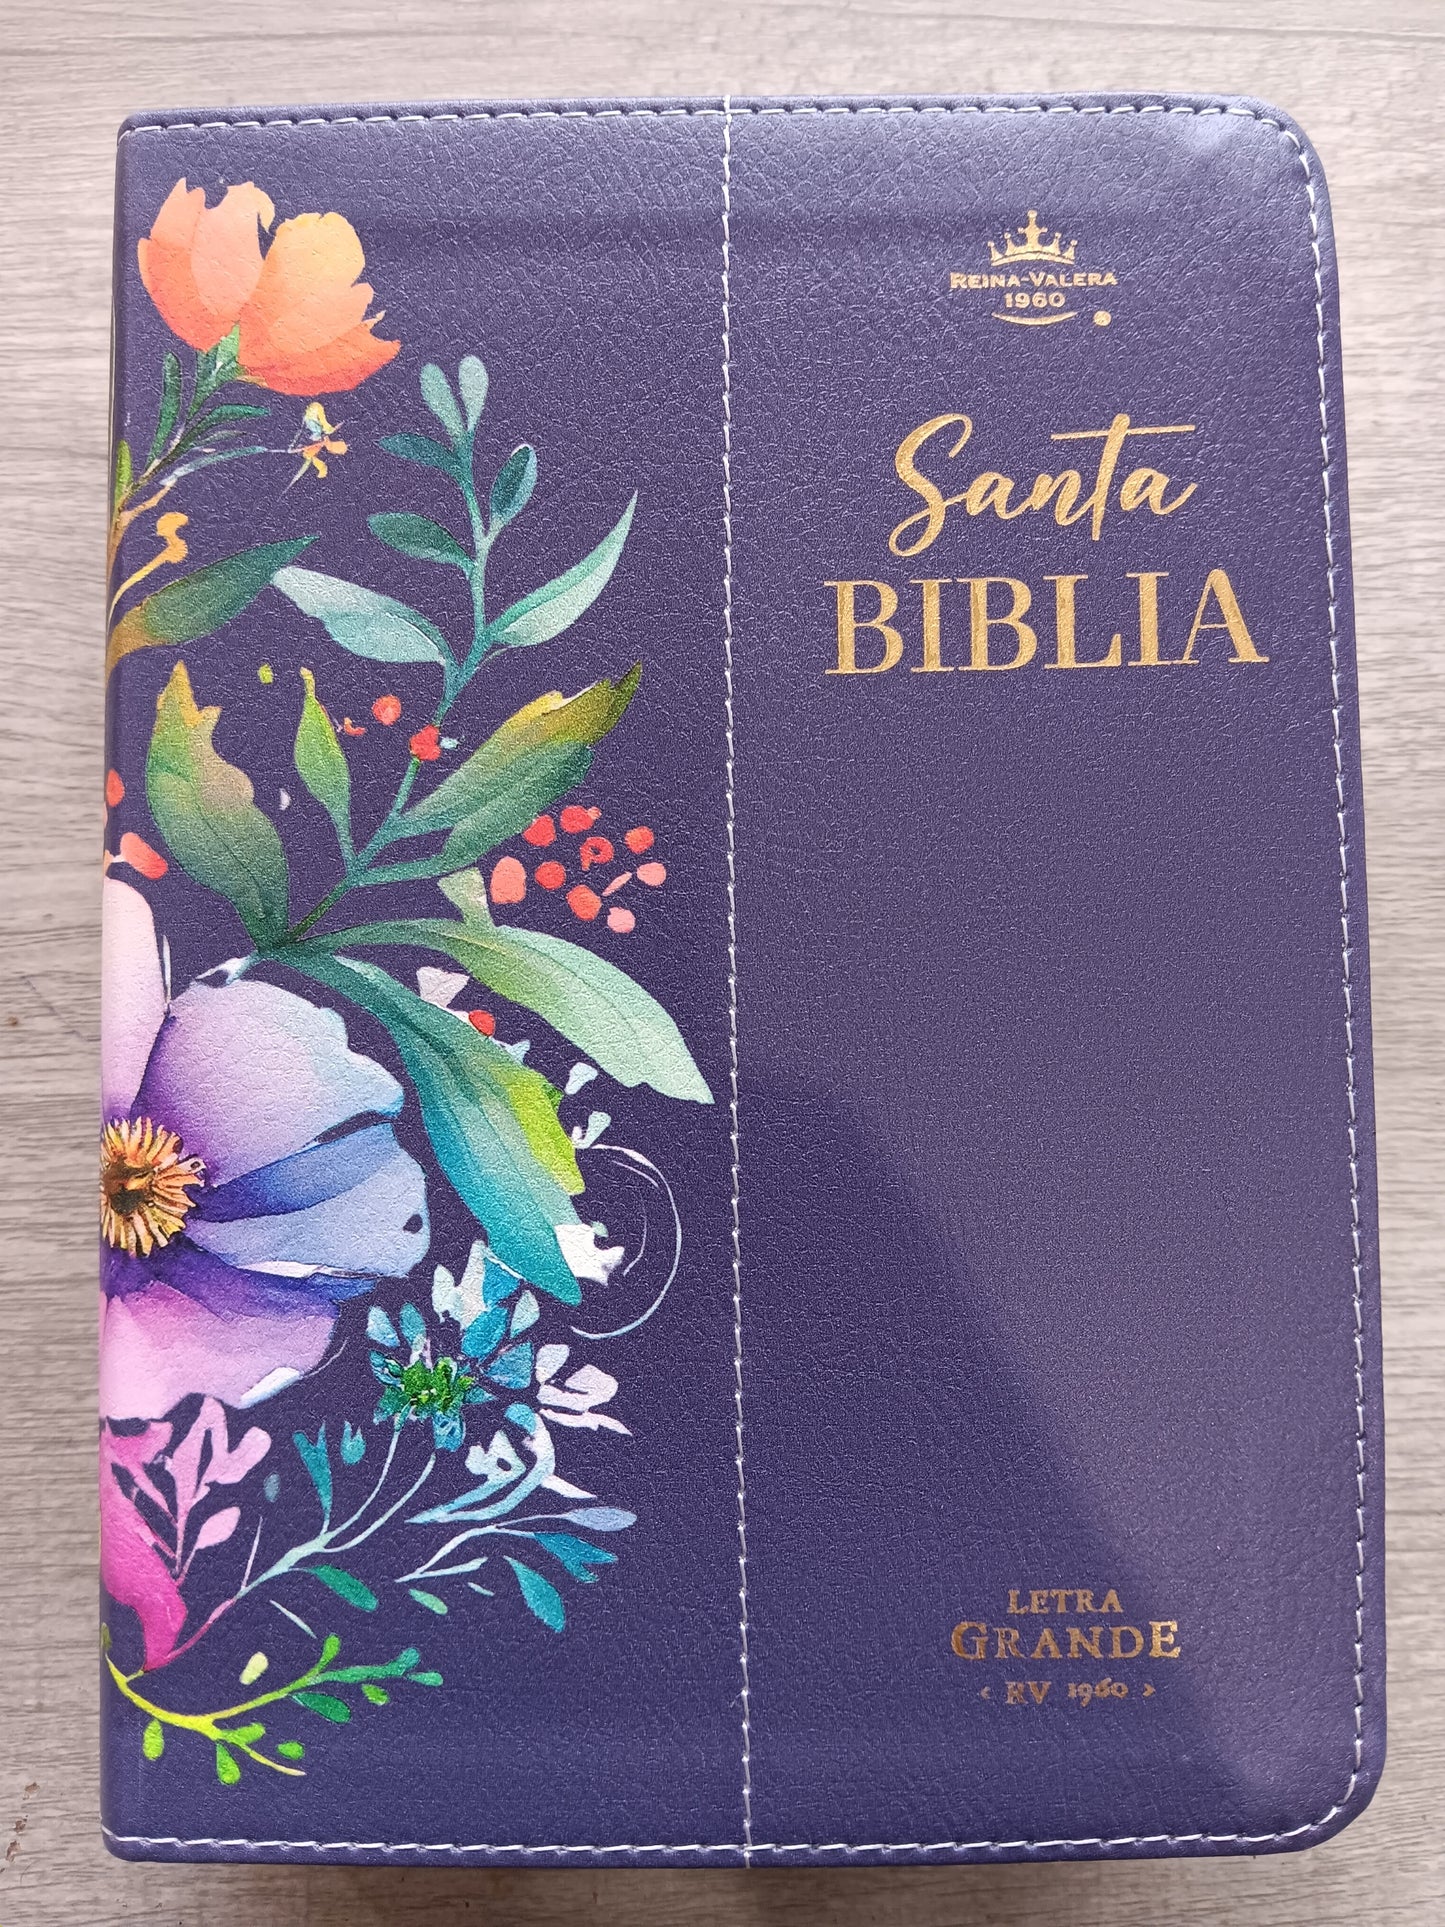 REINA-VALERA
1960
Santa
BIBLIA
LETRA
GRANDE
‹ RV 1960 ›